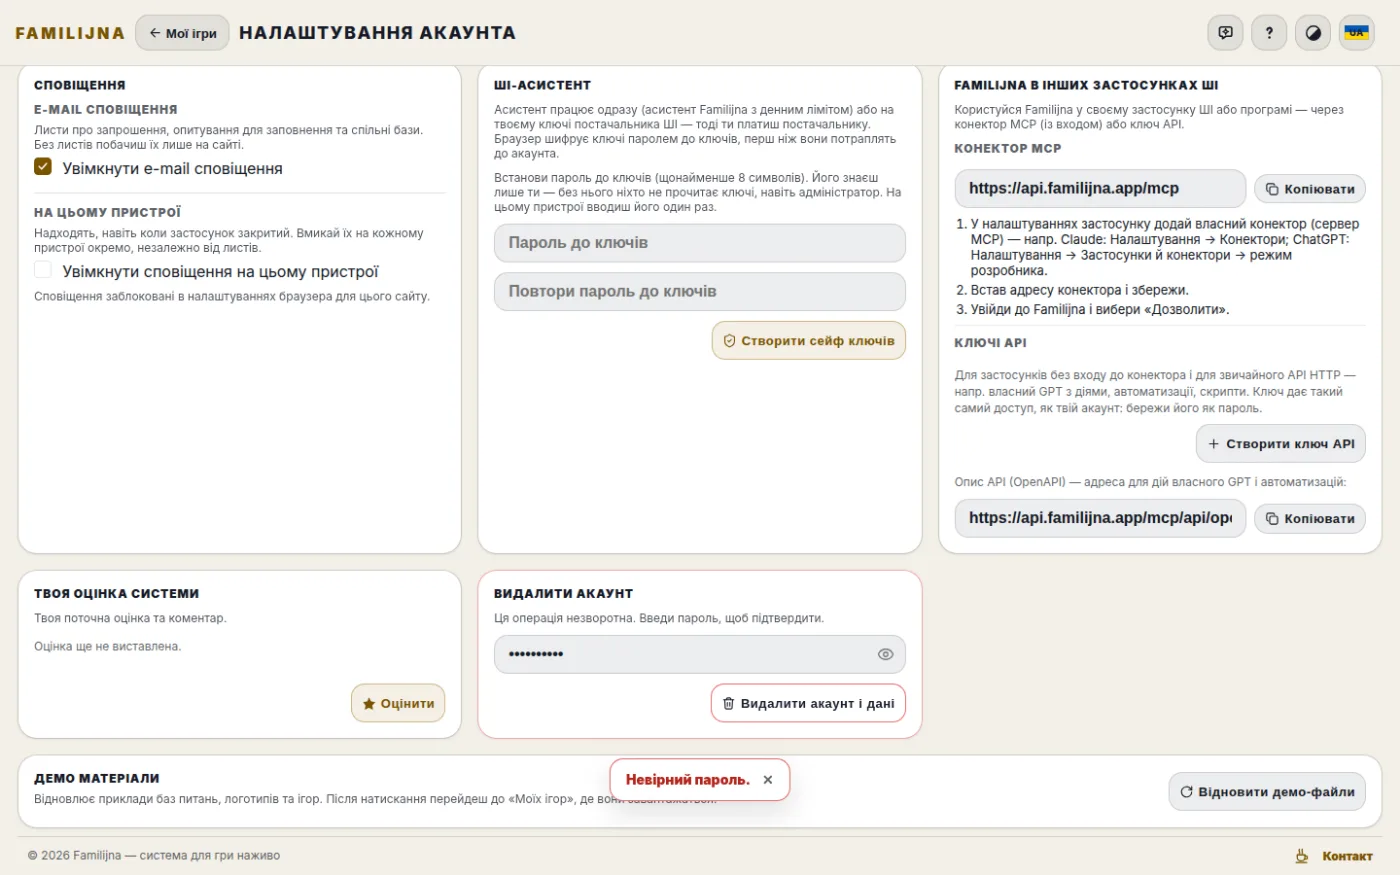 FAMILIJNA
← Мої ігри
НАЛАШТУВАННЯ АКАУНТА
?
UA
СПОВІЩЕННЯ
E-MAIL СПОВІЩЕННЯ
Листи про запрошення, опитування для заповнення та спільні бази.
Без листів побачиш їх лише на сайті.
Увімкнути e-mail сповіщення
НА ЦЬОМУ ПРИСТРОЇ
Надходять, навіть коли застосунок закритий. Вмикай їх на кожному
пристрої окремо, незалежно від листів.
Увімкнути сповіщення на цьому пристрої
Сповіщення заблоковані в налаштуваннях браузера для цього сайту.
ШІ-АСИСТЕНТ
Асистент працює одразу (асистент Familijna з денним лімітом) або на
твоєму ключі постачальника ШІ — тоді ти платиш постачальнику.
Браузер шифрує ключі паролем до ключів, перш ніж вони потраплять
до акаунта.
Встанови пароль до ключів (щонайменше 8 символів). Його знаєш
лише ти — без нього ніхто не прочитає ключі, навіть адміністратор. На
цьому пристрої вводиш його один раз.
Пароль до ключів
Повтори пароль до ключів
Створити сейф ключів
FAMILIJNA В ІНШИХ ЗАСТОСУНКАХ ШІ
Користуйся Familijna у своєму застосунку ШІ або програмі — через
конектор MCP (із входом) або ключ API.
КОНЕКТОР MCP
https://api.familijna.app/mcp
Копіювати
1. У налаштуваннях застосунку додай власний конектор (сервер
MCP) — напр. Claude: Налаштування → Конектори; ChatGPT:
Налаштування → Застосунки й конектори → режим
розробника.
2. Встав адресу конектора і збережи.
3. Увійди до Familijna і вибери «Дозволити».
КЛЮЧІ API
Для застосунків без входу до конектора і для звичайного API HTTP —
напр. власний GPT з діями, автоматизації, скрипти. Ключ дає такий
самий доступ, як твій акаунт: бережи його як пароль.
+ Створити ключ API
Опис API (OpenAPI) — адреса для дій власного GPT і автоматизацій:
https://api.familijna.app/mcp/api/ope
Копіювати
ТВОЯ ОЦІНКА СИСТЕМИ
Твоя поточна оцінка та коментар.
Оцінка ще не виставлена.
Оцінити
ВИДАЛИТИ АКАУНТ
Ця операція незворотна. Введи пароль, щоб підтвердити.
••••••••••
Видалити акаунт і дані
ДЕМО МАТЕРІАЛИ
Відновлює приклади баз питань, логотипів та ігор. Після натискання перейдеш до «Моїх ігор», де вони
Невірний пароль. ×
Відновити демо-файли
© 2026 Familijna — система для гри наживо
Контакт